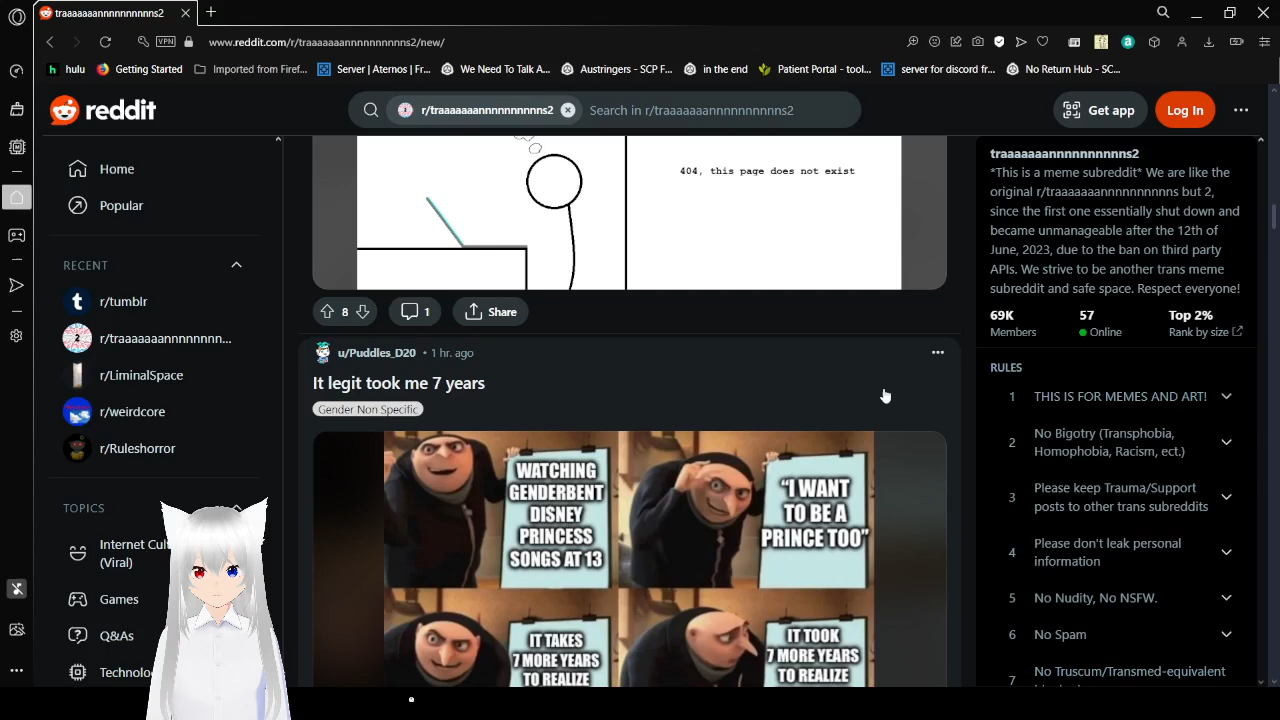 traaaaaaannnnnnnnnns2
VPN
www.reddit.com/r/traaaaaaannnnnnnnnns2/new/
hulu
Getting Started
Imported from Firef...
Server | Aternos | Fr...
We Need To Talk A...
Austringers - SCP F...
in the end
Patient Portal - tool...
server for discord fr...
No Return Hub - SC...
reddit
r/traaaaaaannnnnnnnnns2
Search in r/traaaaaaannnnnnnnnns2
Get app
Log In
Home
Popular
RECENT
r/tumblr
r/traaaaaaannnnnnn...
r/LiminalSpace
r/weirdcore
r/Ruleshorror
TOPICS
Internet Cul
(Viral)
Games
Q&As
Technolo
404, this page does not exist
8
1
Share
u/Puddles_D20 • 1 hr. ago
It legit took me 7 years
Gender Non Specific
WATCHING
GENDERBENT
DISNEY
PRINCESS
SONGS AT 13
"I WANT
TO BE A
PRINCE TOO"
IT TAKES
7 MORE YEARS
TO REALIZE
IT TOOK
7 MORE YEARS
TO REALIZE
traaaaaaannnnnnnnnns2
*This is a meme subreddit* We are like the
original r/traaaaaaannnnnnnnnns but 2,
since the first one essentially shut down and
became unmanageable after the 12th of
June, 2023, due to the ban on third party
APIs. We strive to be another trans meme
subreddit and safe space. Respect everyone!
69K
Members
57
Online
Top 2%
Rank by size
RULES
1 THIS IS FOR MEMES AND ART!
2 No Bigotry (Transphobia,
Homophobia, Racism, ect.)
3 Please keep Trauma/Support
posts to other trans subreddits
4 Please don't leak personal
information
5 No Nudity, No NSFW.
6 No Spam
7 No Truscum/Transmed-equivalent